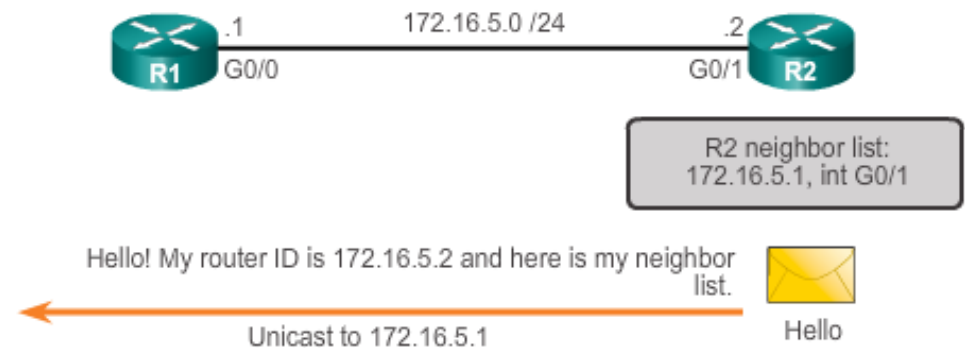 .1
172.16.5.0 /24
.2
R1
G0/0
G0/1
R2
R2 neighbor list:
172.16.5.1, int G0/1
Hello! My router ID is 172.16.5.2 and here is my neighbor
list.
Unicast to 172.16.5.1
Hello